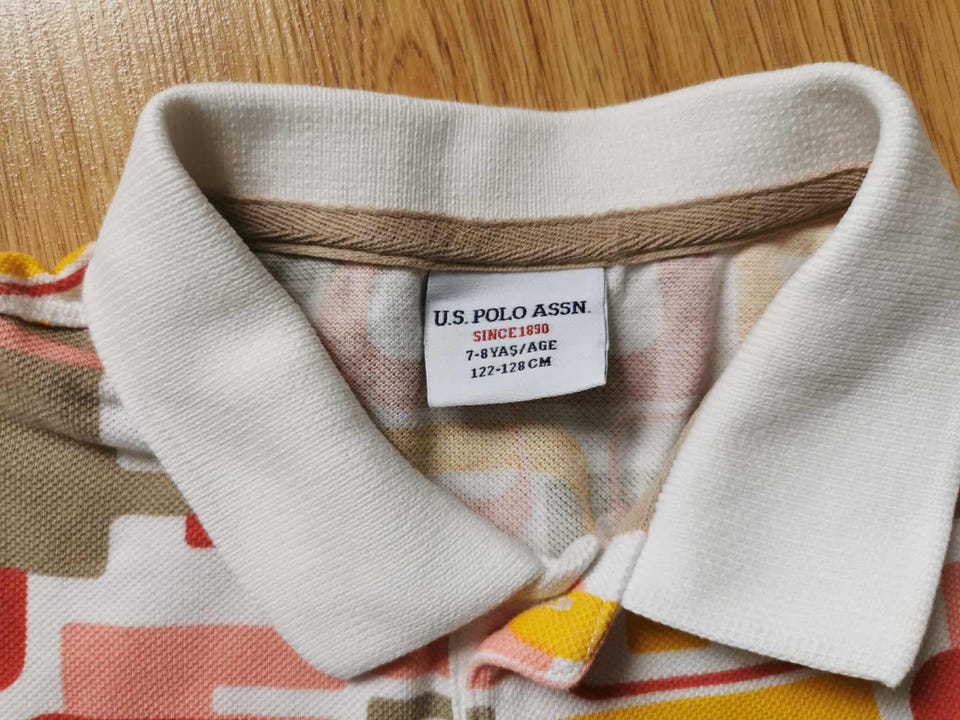 U.S. POLO ASSN.
SINCE 1890
7-8 YAŞ/AGE
122-128 CM